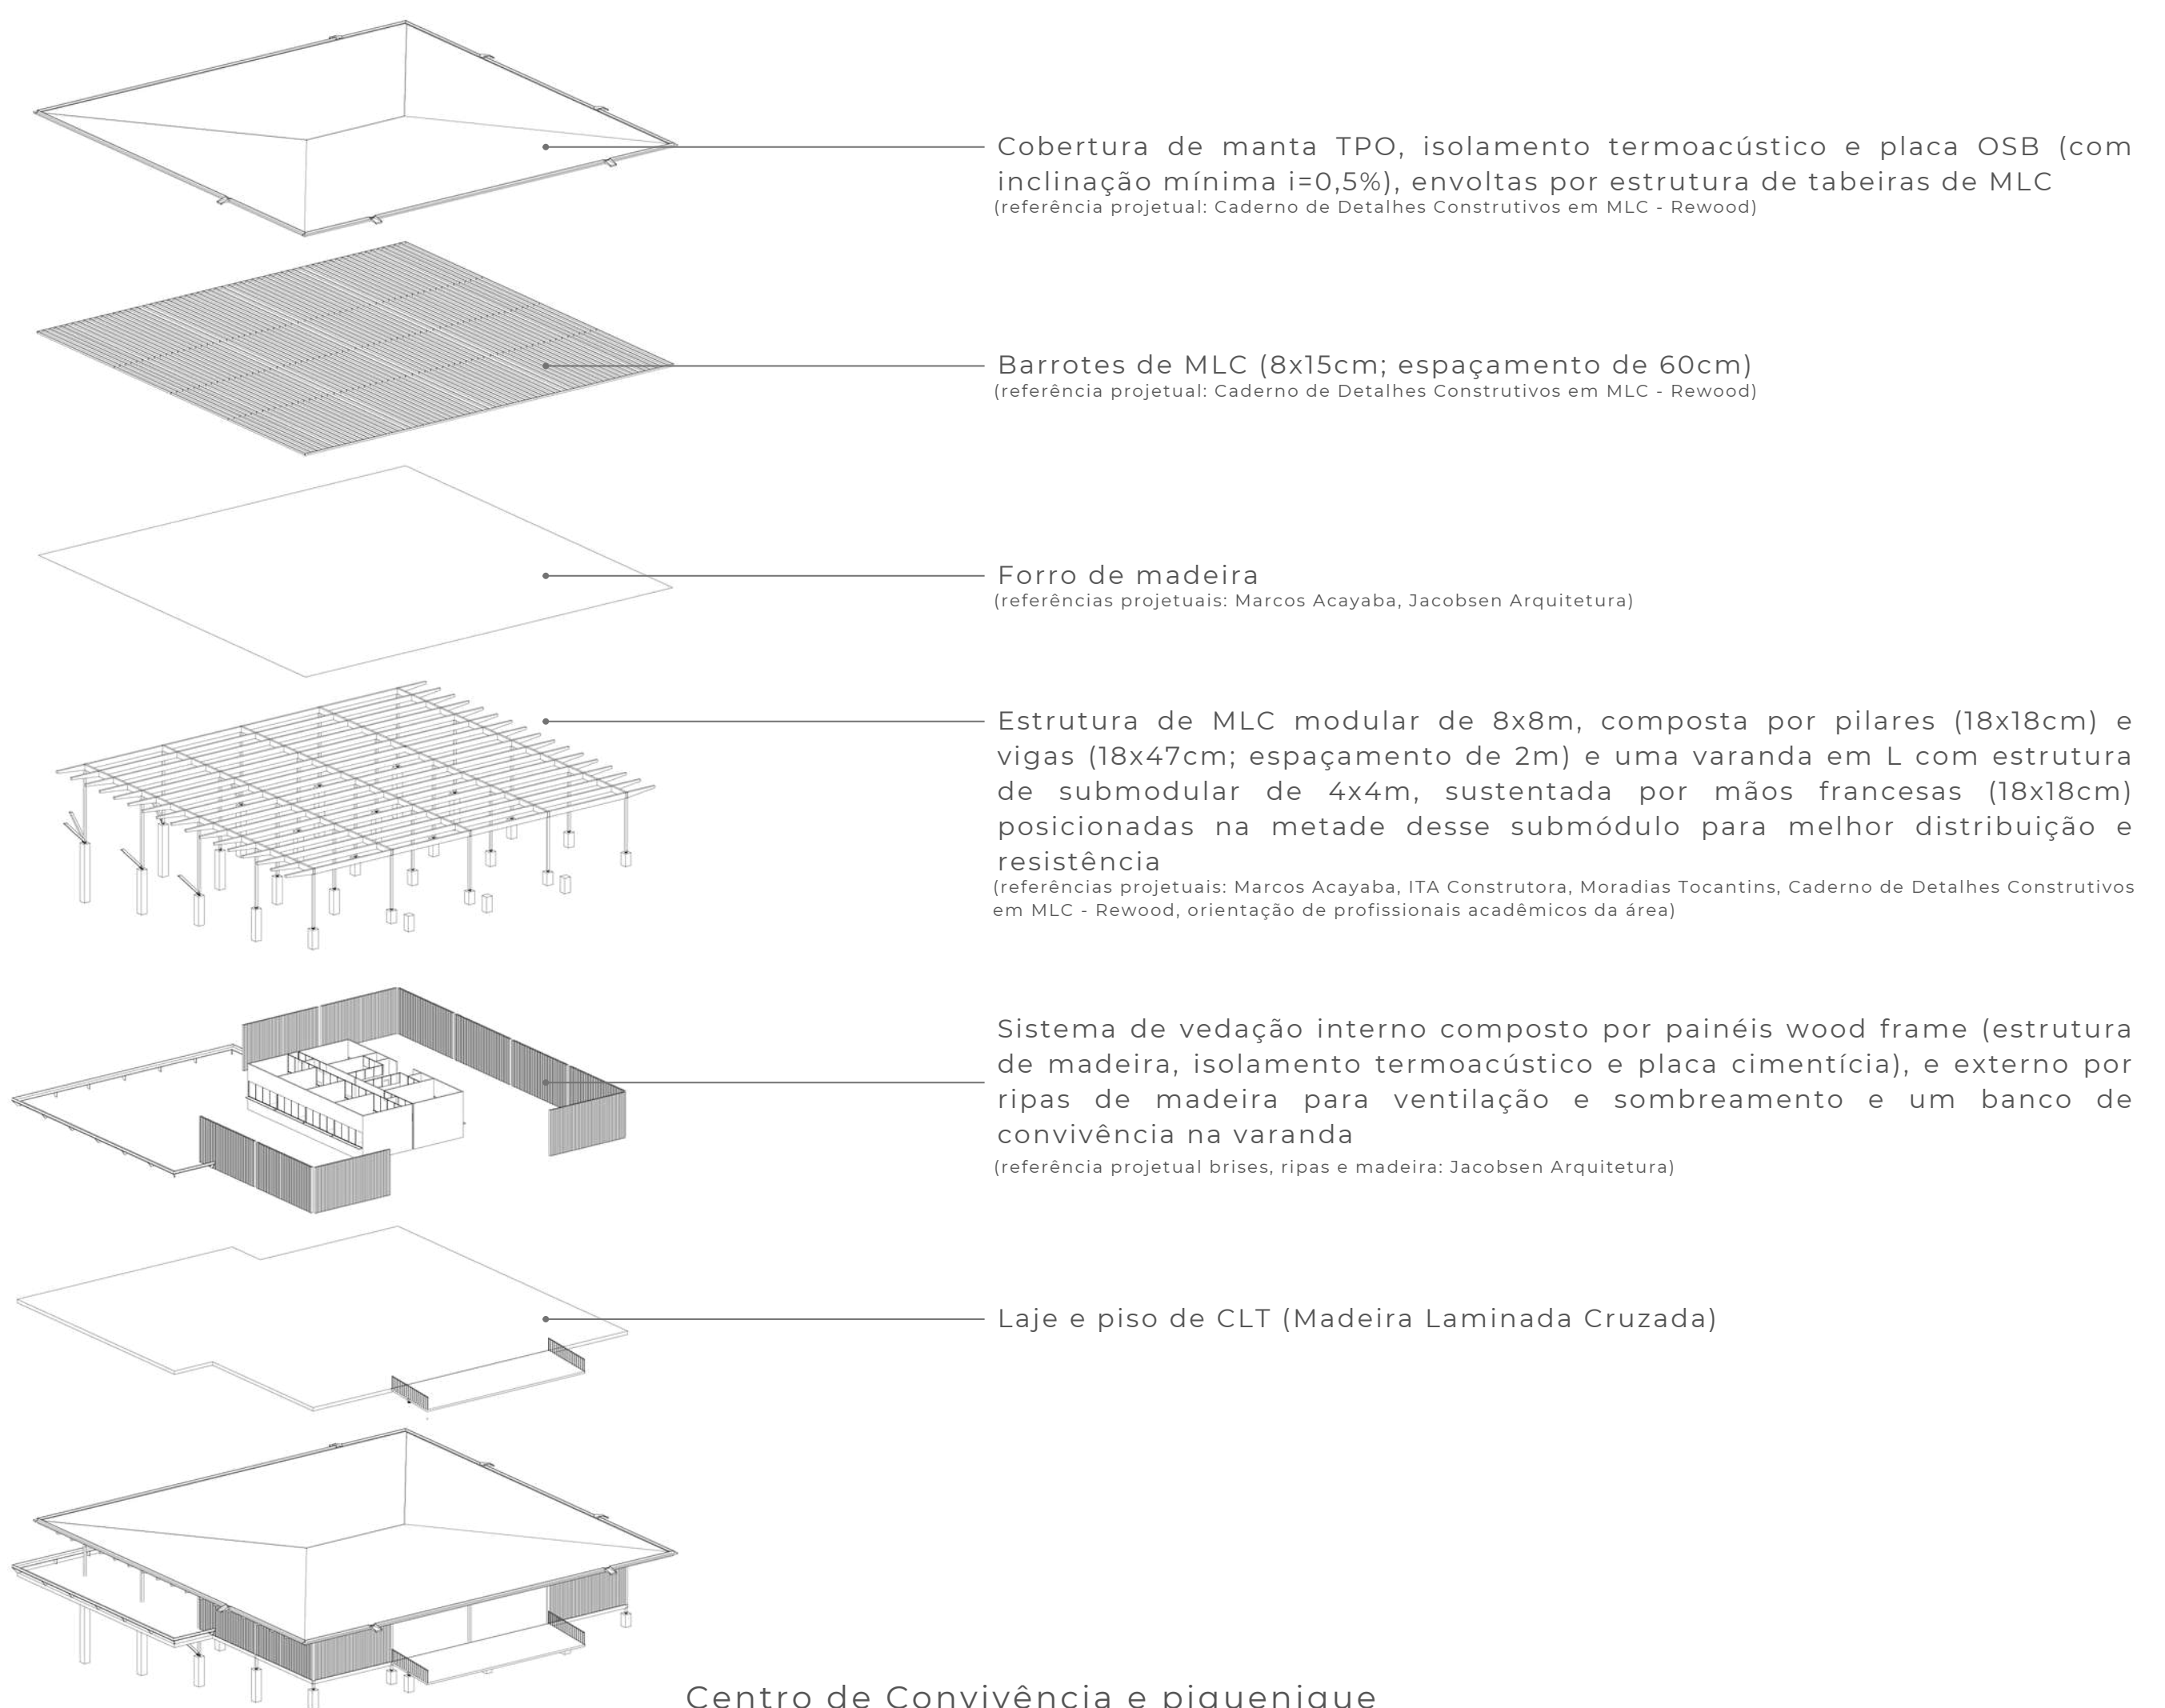 Cobertura de manta TPO, isolamento termoacústico e placa OSB (com
inclinação mínima i=0,5%), envoltas por estrutura de tabeiras de MLC
(referência projetual: Caderno de Detalhes Construtivos em MLC - Rewood)
Barrotes de MLC (8x15cm; espaçamento de 60cm)
(referência projetual: Caderno de Detalhes Construtivos em MLC - Rewood)
Forro de madeira
(referências projetuais: Marcos Acayaba, Jacobsen Arquitetura)
Estrutura de MLC modular de 8x8m, composta por pilares (18x18cm) e
vigas (18x47cm; espaçamento de 2m) e uma varanda em L com estrutura
de submodular de 4x4m, sustentada por mãos francesas (18x18cm)
posicionadas na metade desse submódulo para melhor distribuição e
resistência
(referências projetuais: Marcos Acayaba, ITA Construtora, Moradias Tocantins, Caderno de Detalhes Construtivos
em MLC - Rewood, orientação de profissionais acadêmicos da área)
Sistema de vedação interno composto por painéis wood frame (estrutura
de madeira, isolamento termoacústico e placa cimentícia), e externo por
ripas de madeira para ventilação e sombreamento e um banco de
convivência na varanda
(referência projetual brises, ripas e madeira: Jacobsen Arquitetura)
Laje e piso de CLT (Madeira Laminada Cruzada)
Centro de Convivência e piquenique